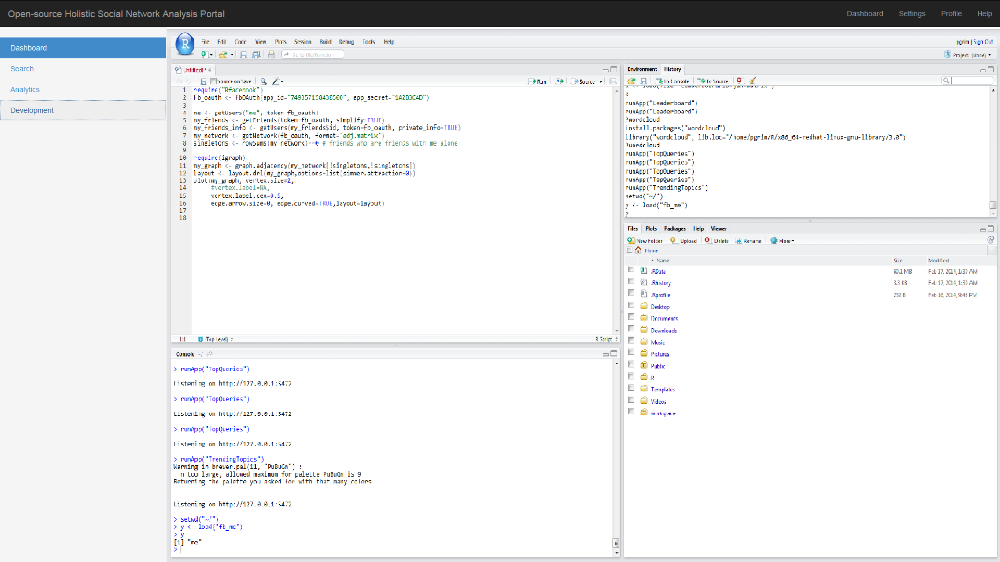 Open-source Holistic Social Network Analysis Portal
Dashboard Settings Profile Help
Dashboard
Search
Analytics
Development
R
File Edit Code View Plots Session Build Debug Tools Help
pgrim | Sign Out
Go to file/function
Project: (None)
Untitled1*
Source on Save
Run
Source
1 require("Rfacebook")
2 fb_oauth <- fbOAuth(app_id="749357158438560", app_secret="1A2B3C4D")
3
4 me <- getUsers("me", token=fb_oauth)
5 my_friends <- getFriends(token=fb_oauth, simplify=TRUE)
6 my_friends_info <- getUsers(my_friends$id, token=fb_oauth, private_info=TRUE)
7 my_network <- getNetwork(fb_oauth, format="adj.matrix")
8 singletons <- rowSums(my_network)==0 # friends who are friends with me alone
9
10 require(igraph)
11 my_graph <- graph.adjacency(my_network[!singletons,!singletons])
12 layout <- layout.drl(my_graph,options=list(simmer.attraction=0))
13 plot(my_graph, vertex.size=2,
14 #vertex.label=NA,
15 vertex.label.cex=0.5,
16 edge.arrow.size=0, edge.curved=TRUE,layout=layout)
17
18
1:1 (Top Level) R Script
Console ~/
> runApp("TopQueries")
Listening on http://127.0.0.1:5472
> runApp("TopQueries")
Listening on http://127.0.0.1:5472
> runApp("TopQueries")
Listening on http://127.0.0.1:5472
> runApp("TrendingTopics")
Warning in brewer.pal(11, "PuBuGn") :
n too large, allowed maximum for palette PuBuGn is 9
Returning the palette you asked for with that many colors
Listening on http://127.0.0.1:5472
> setwd("~/")
> y <- load("fb_me")
> y
[1] "me"
>
Environment History
To Console To Source
x
runApp("Leaderboard")
runApp("Leaderboard")
?wordcloud
install.packages("wordcloud")
library("wordcloud", lib.loc="/home/pgrim/R/x86_64-redhat-linux-gnu-library/3.0")
?wordcloud
runApp("TopQueries")
runApp("TopQueries")
runApp("TopQueries")
runApp("TopQueries")
runApp("TrendingTopics")
setwd("~/")
y <- load("fb_me")
y
Files Plots Packages Help Viewer
New Folder Upload Delete Rename More
Home ...
Name Size Modified
.RData 60.1 MB Feb 17, 2014, 1:30 AM
.Rhistory 3.3 KB Feb 17, 2014, 1:30 AM
.Rprofile 232 B Feb 16, 2014, 9:43 PM
Desktop
Documents
Downloads
Music
Pictures
Public
R
Templates
Videos
workspace